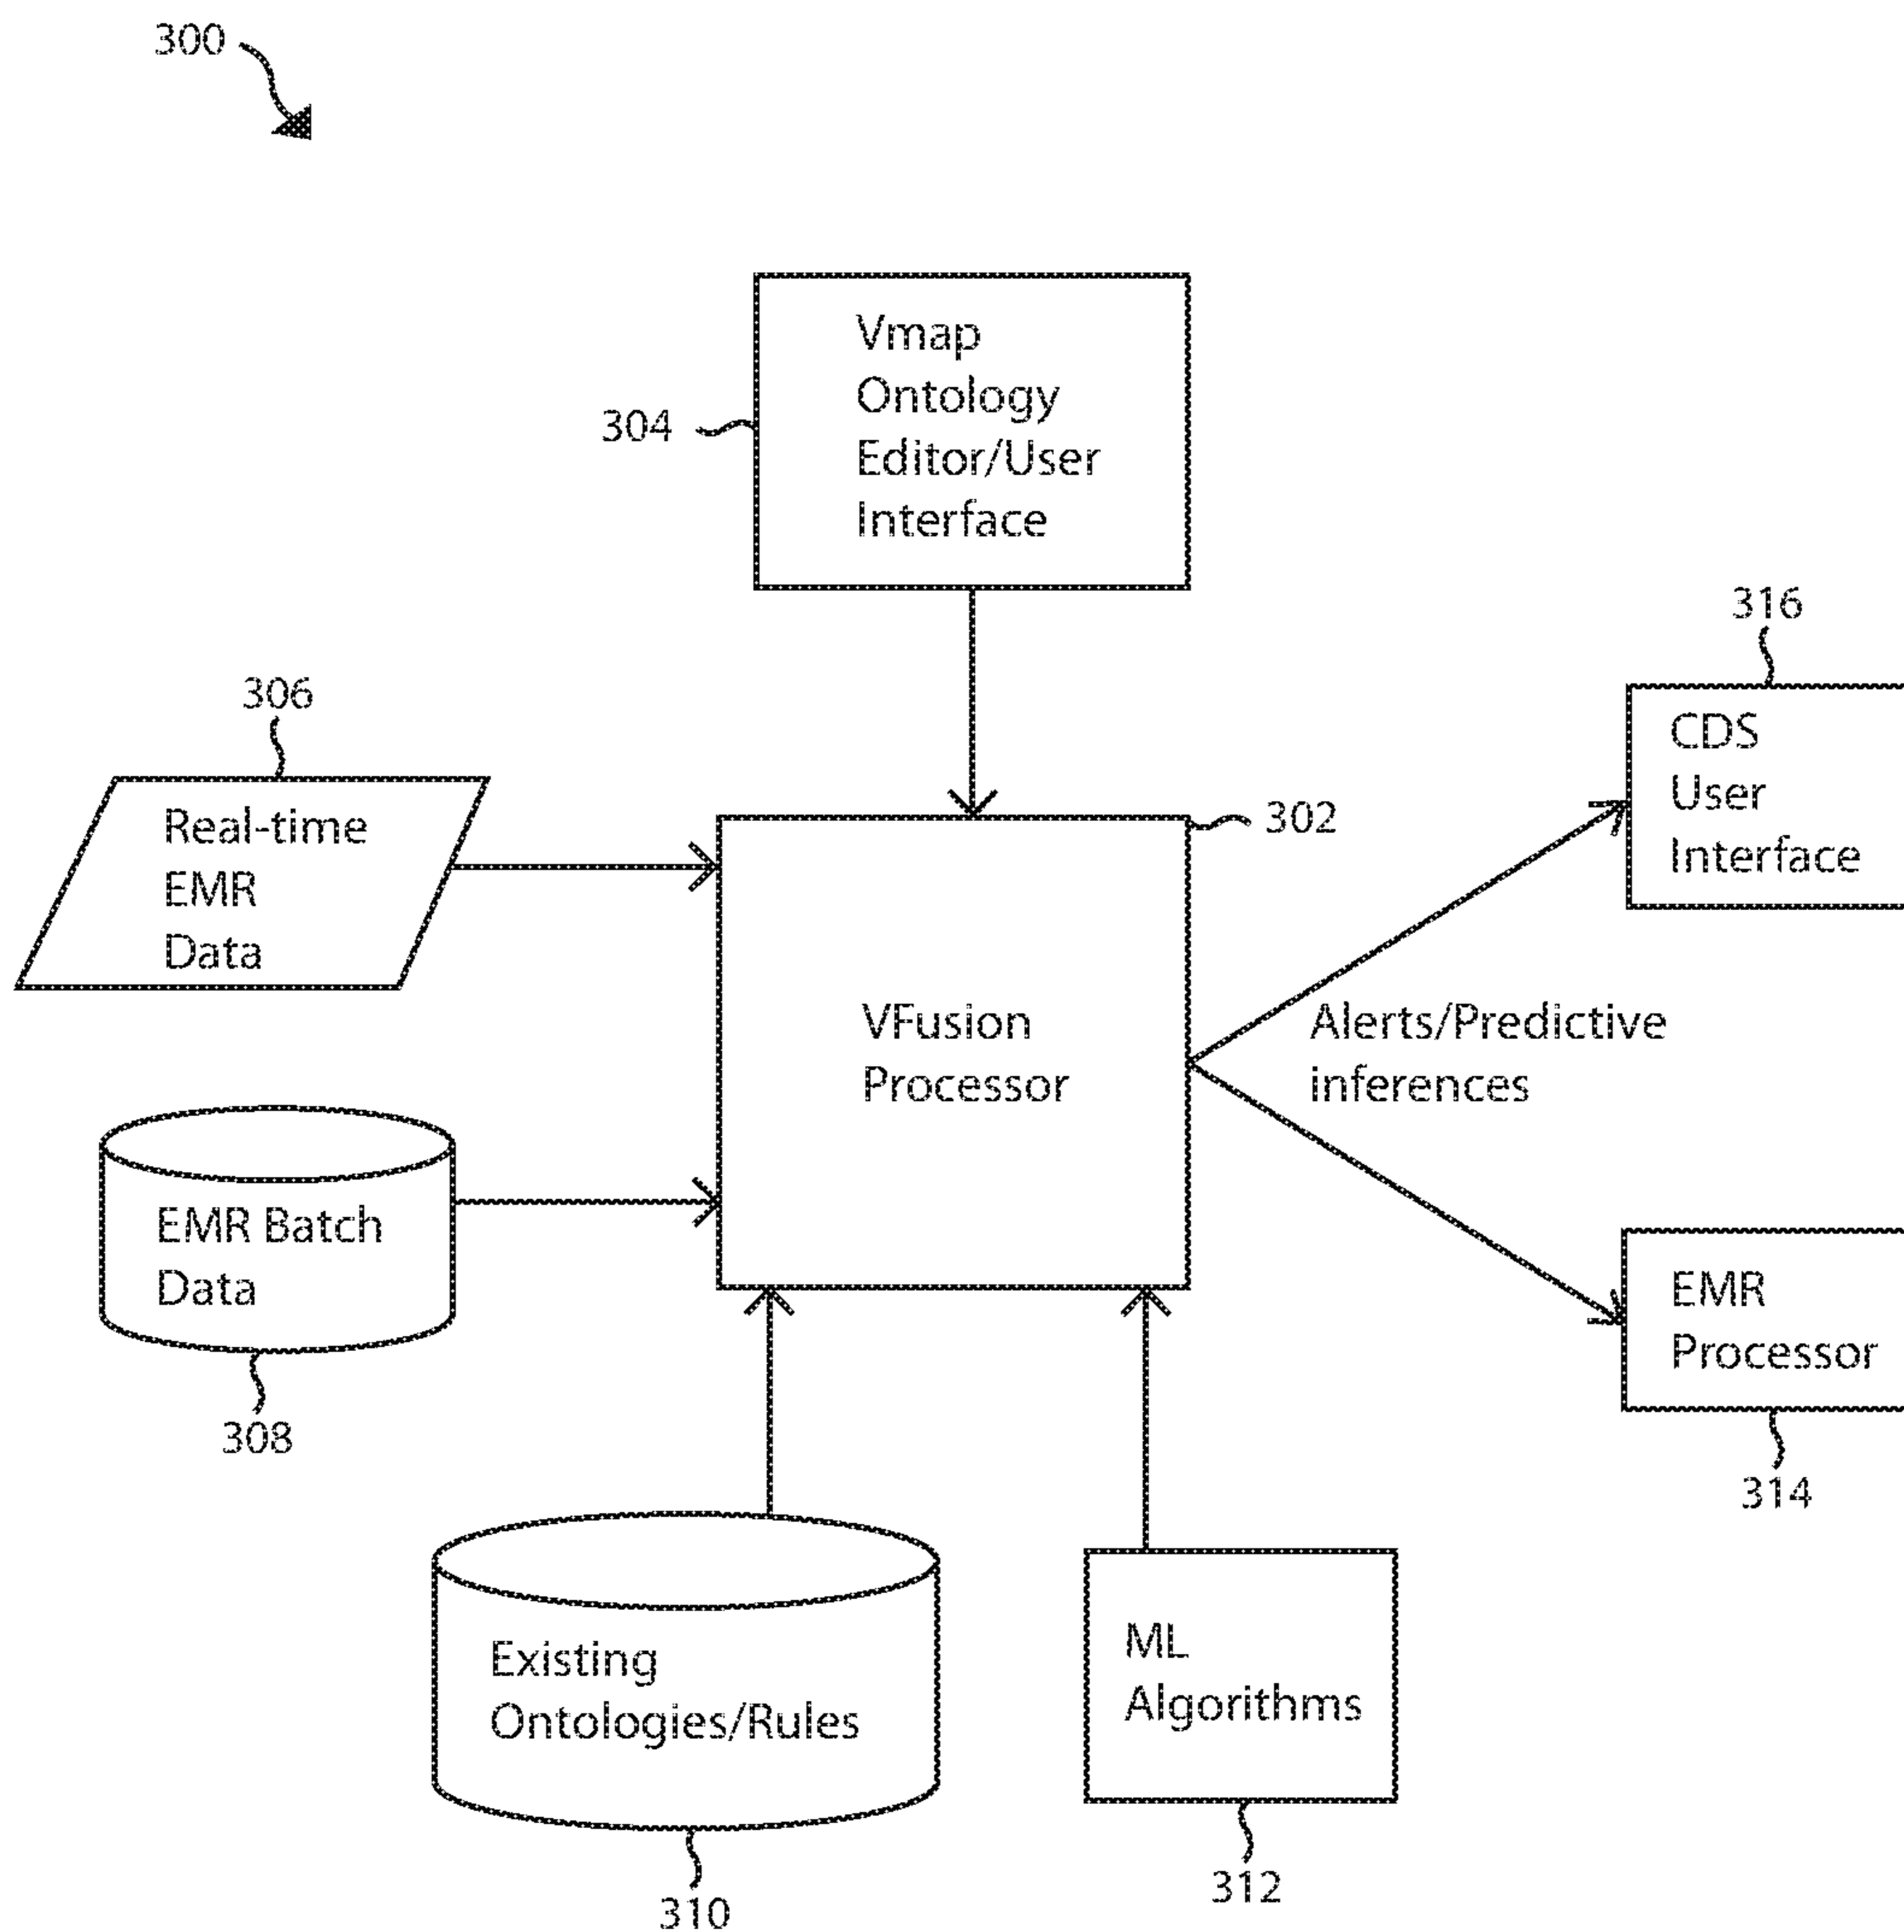 300
Vmap
Ontology
Editor/User
Interface
304
316
CDS
User
Interface
306
Real-time
EMR
Data
302
VFusion
Processor
Alerts/Predictive
inferences
EMR Batch
Data
308
EMR
Processor
314
Existing
Ontologies/Rules
310
ML
Algorithms
312